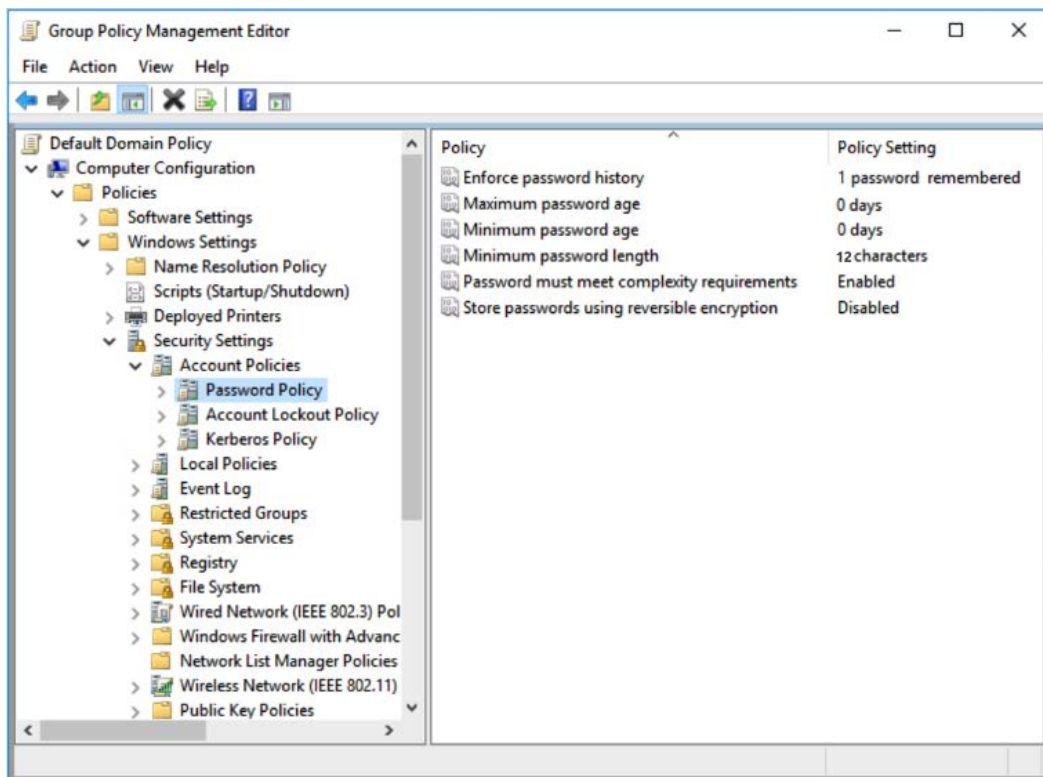 Group Policy Management Editor
File Action View Help
Default Domain Policy
Computer Configuration
Policies
Software Settings
Windows Settings
Name Resolution Policy
Scripts (Startup/Shutdown)
Deployed Printers
Security Settings
Account Policies
Password Policy
Account Lockout Policy
Kerberos Policy
Local Policies
Event Log
Restricted Groups
System Services
Registry
File System
Wired Network (IEEE 802.3) Pol
Windows Firewall with Advanc
Network List Manager Policies
Wireless Network (IEEE 802.11)
Public Key Policies
Policy Policy Setting
Enforce password history 1 password remembered
Maximum password age 0 days
Minimum password age 0 days
Minimum password length 12 characters
Password must meet complexity requirements Enabled
Store passwords using reversible encryption Disabled